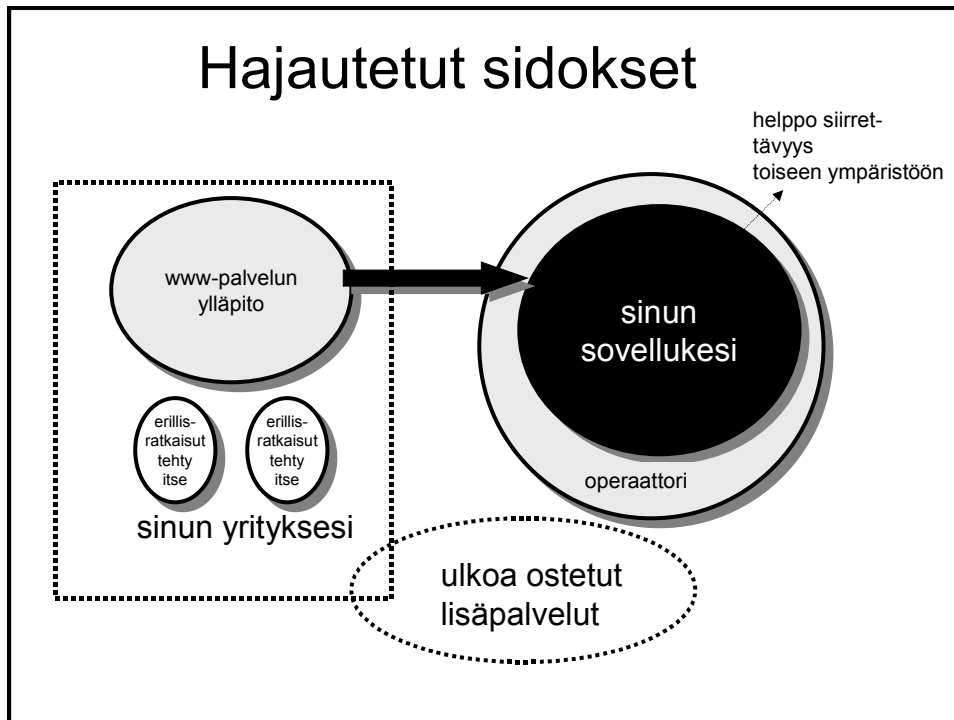 Hajautetut sidokset
helppo siirret-
tävyys
toiseen ympäristöön
www-palvelun
ylläpito
sinun
sovellukesi
erillis-
ratkaisut
tehty
itse
erillis-
ratkaisut
tehty
itse
operaattori
sinun yrityksesi
ulkoa ostetut
lisäpalvelut